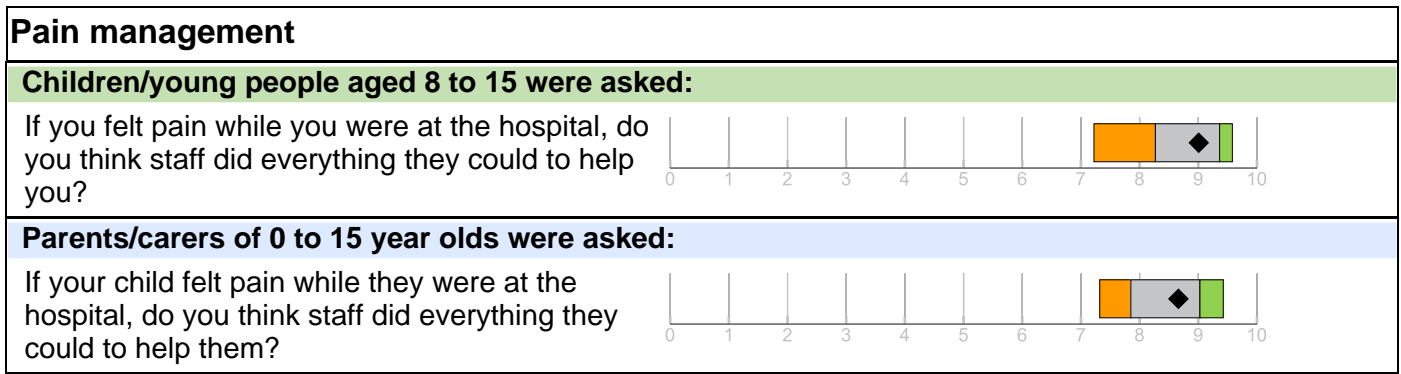 Pain management
Children/young people aged 8 to 15 were asked:
If you felt pain while you were at the hospital, do
you think staff did everything they could to help
you?
0 1 2 3 4 5 6 7 8 9 10
Parents/carers of 0 to 15 year olds were asked:
If your child felt pain while they were at the
hospital, do you think staff did everything they
could to help them?
0 1 2 3 4 5 6 7 8 9 10